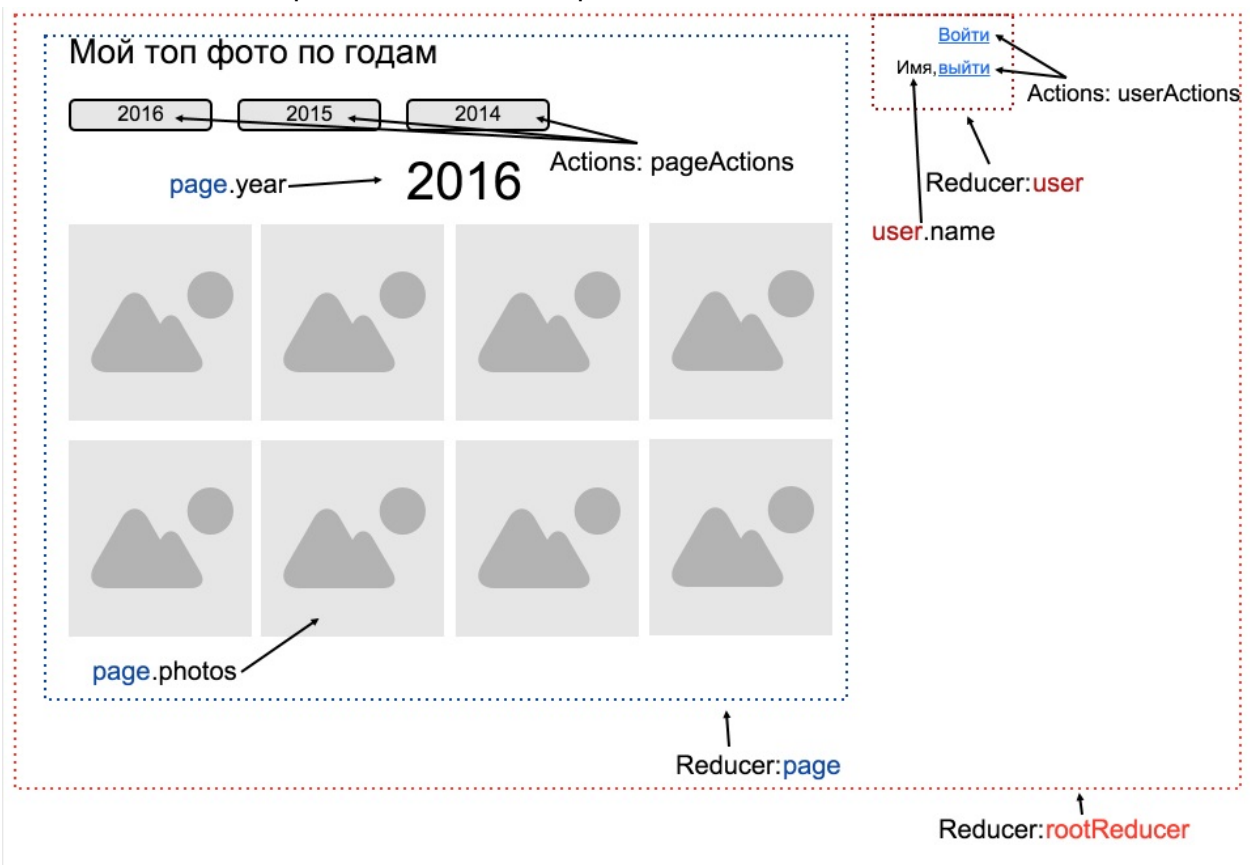 Мой топ фото по годам
Войти
Имя,выйти
Actions: userActions
2016
2015
2014
Actions: pageActions
page.year
2016
Reducer:user
user.name
page.photos
Reducer:page
Reducer:rootReducer